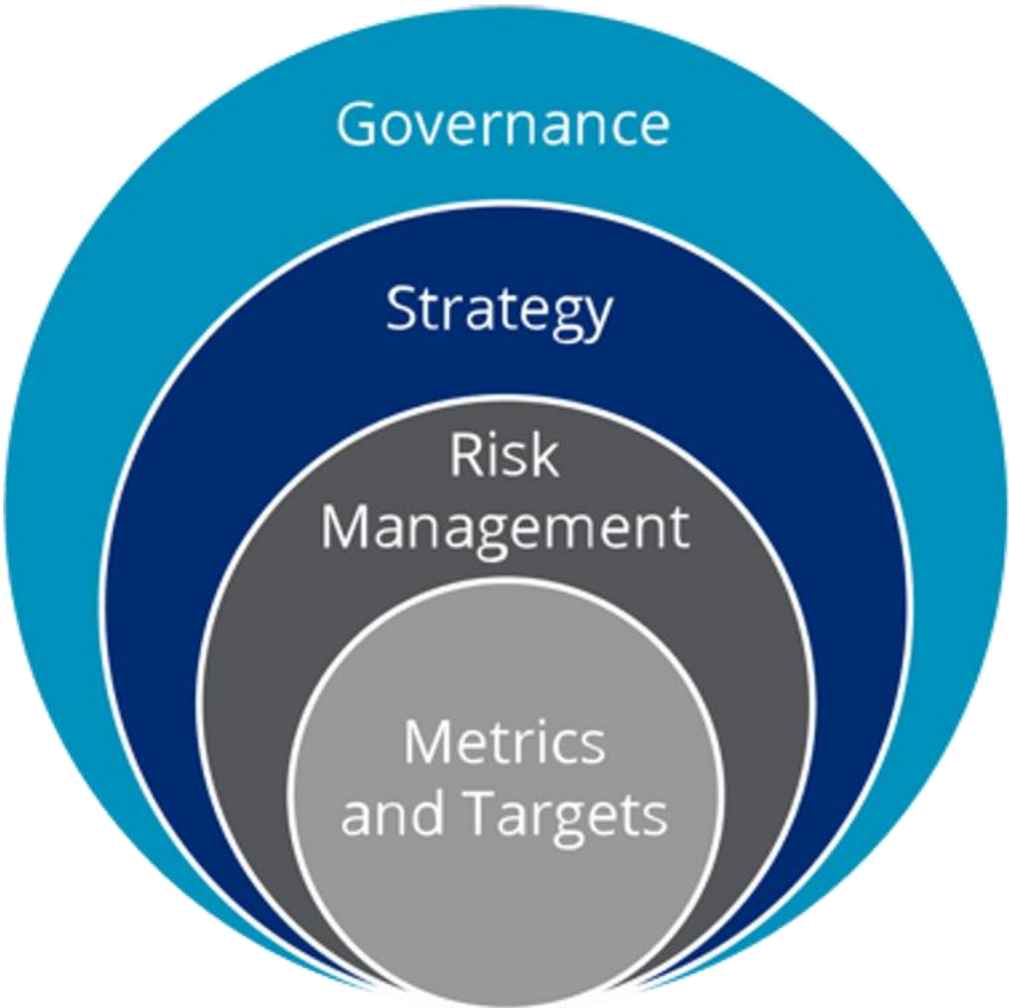 Governance
Strategy
Risk
Management
Metrics
and Targets